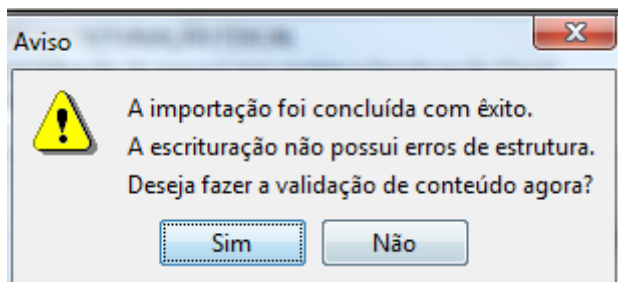 Aviso
A importação foi concluída com êxito.
A escrituração não possui erros de estrutura.
Deseja fazer a validação de conteúdo agora?
Sim
Não